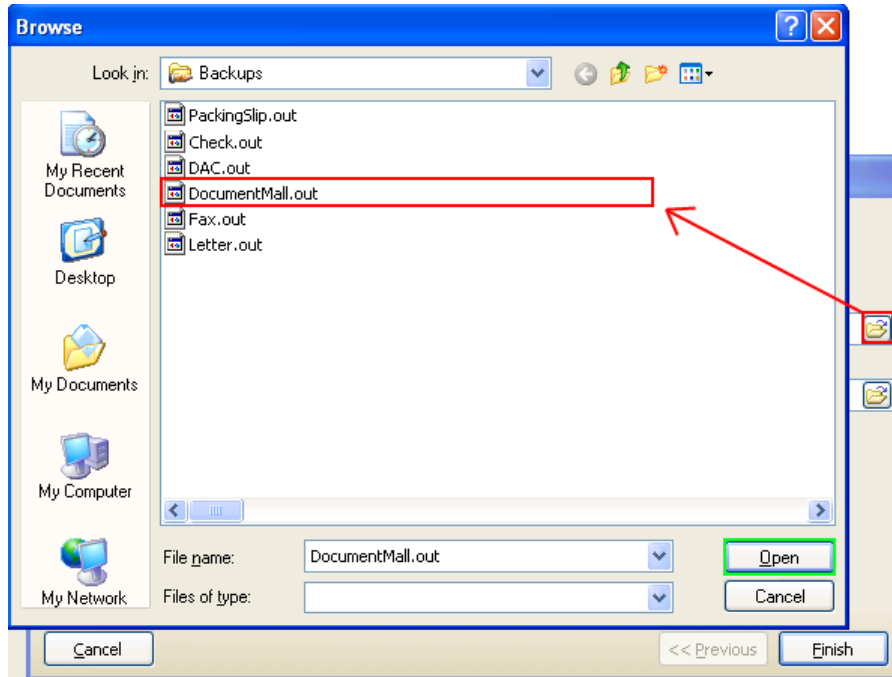 Browse
Look in: Backups
PackingSlip.out
Check.out
DAC.out
DocumentMall.out
Fax.out
Letter.out
My Recent
Documents
Desktop
My Documents
My Computer
My Network
File name: DocumentMall.out Open
Files of type: Cancel
Cancel << Previous Finish